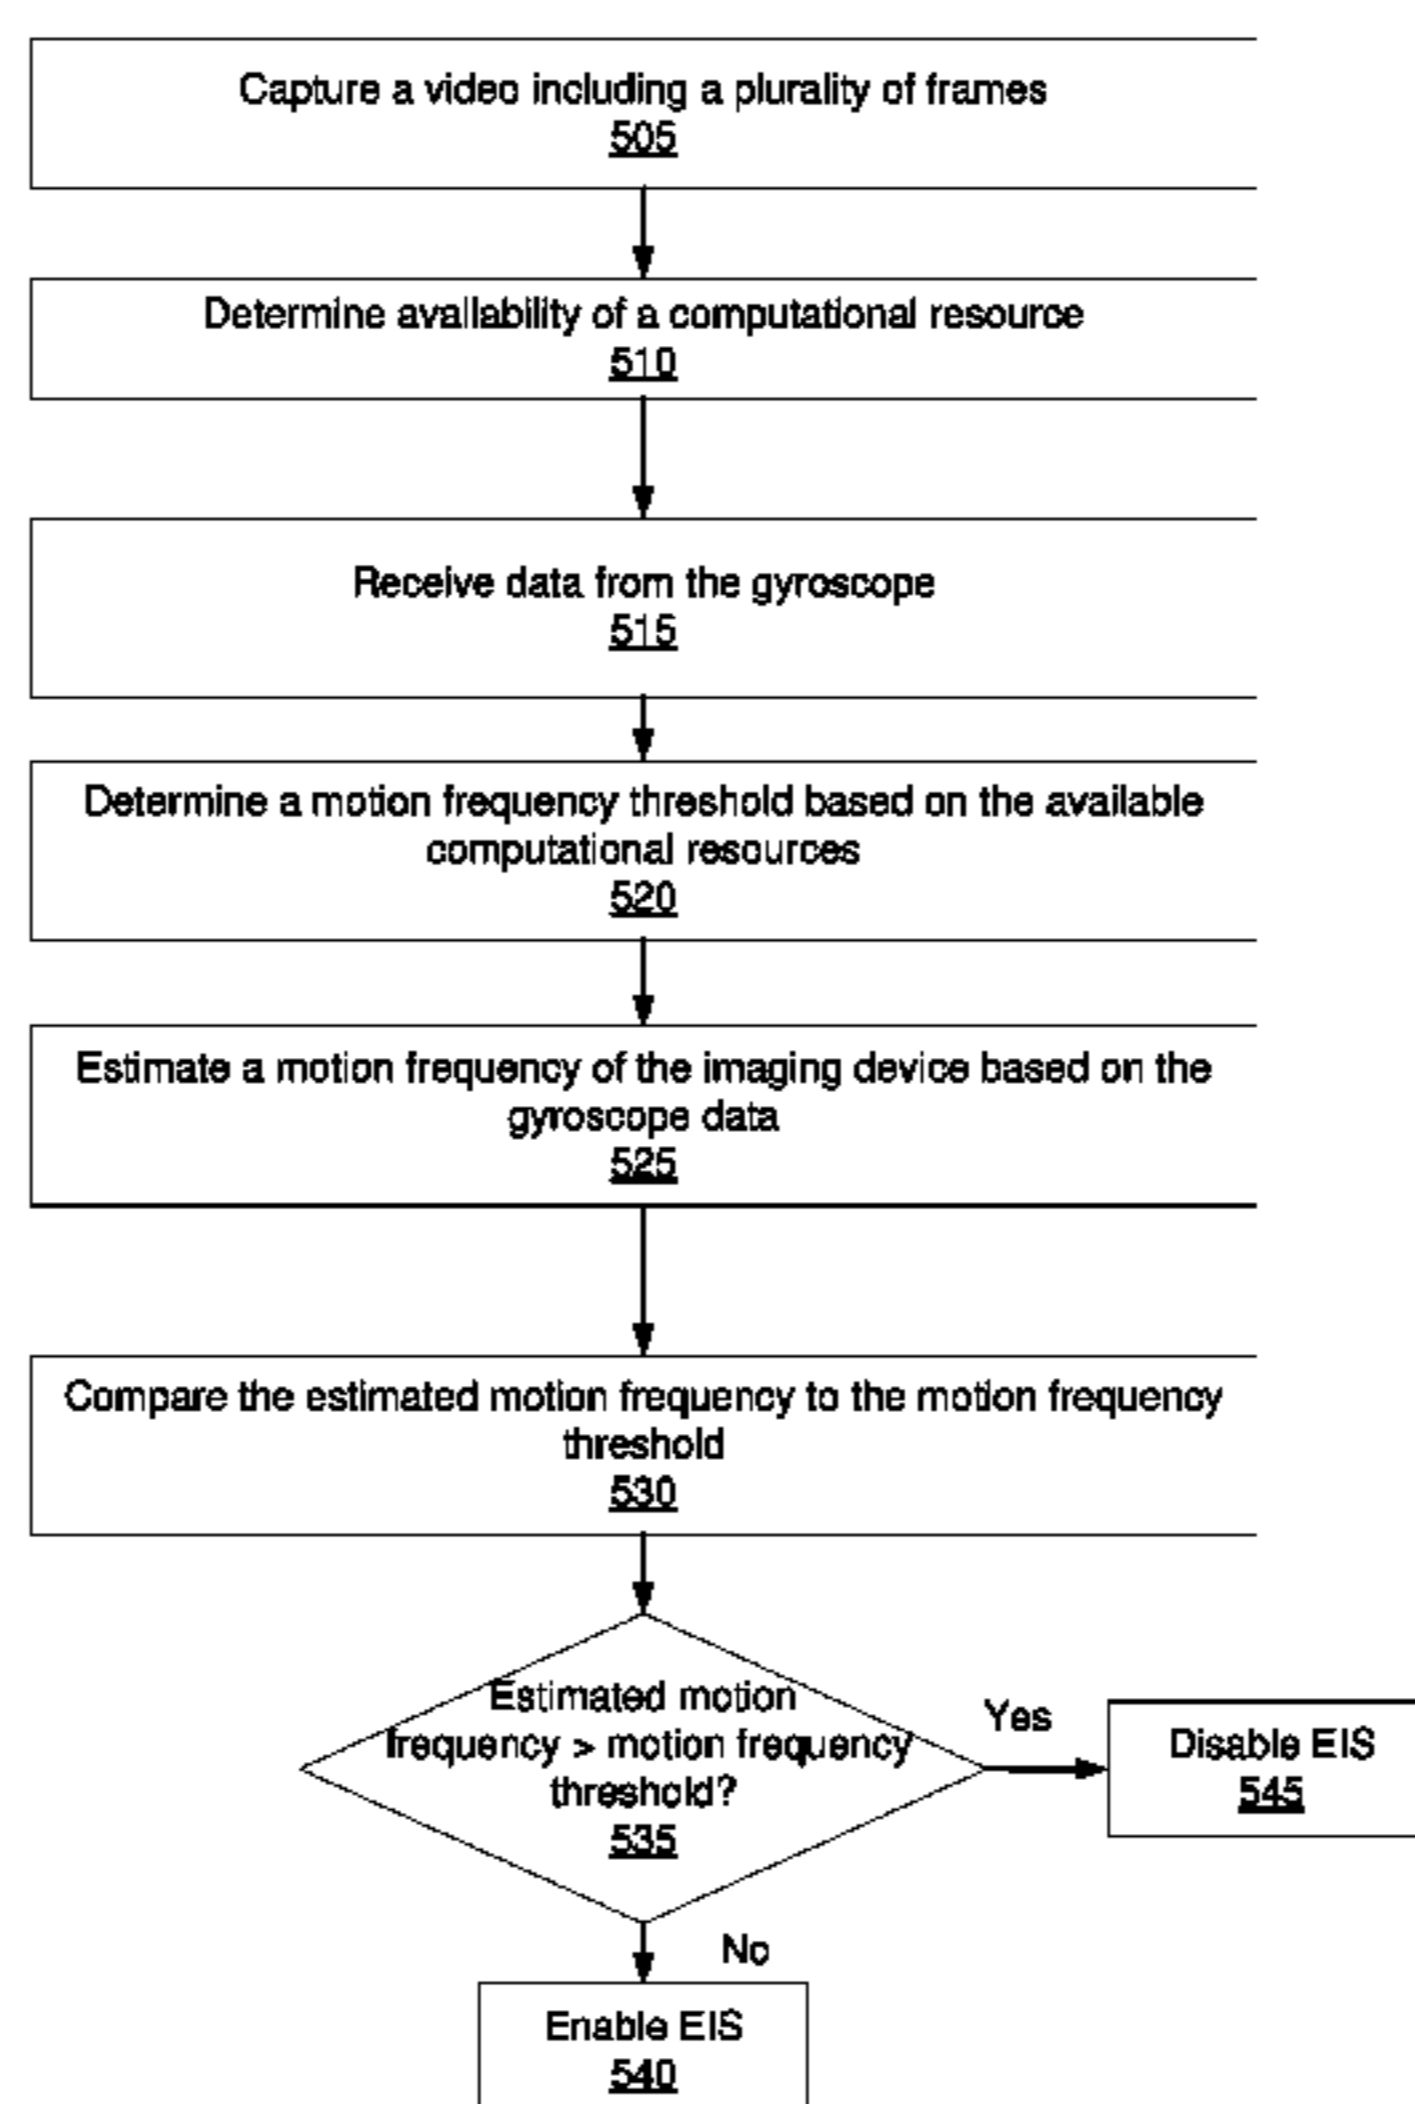 Capture a video including a plurality of frames
505
Determine availability of a computational resource
510
Receive data from the gyroscope
515
Determine a motion frequency threshold based on the available
computational resources
520
Estimate a motion frequency of the imaging device based on the
gyroscope data
525
Compare the estimated motion frequency to the motion frequency
threshold
530
Estimated motion
frequency > motion frequency
threshold?
535
Yes
Disable EIS
545
No
Enable EIS
540